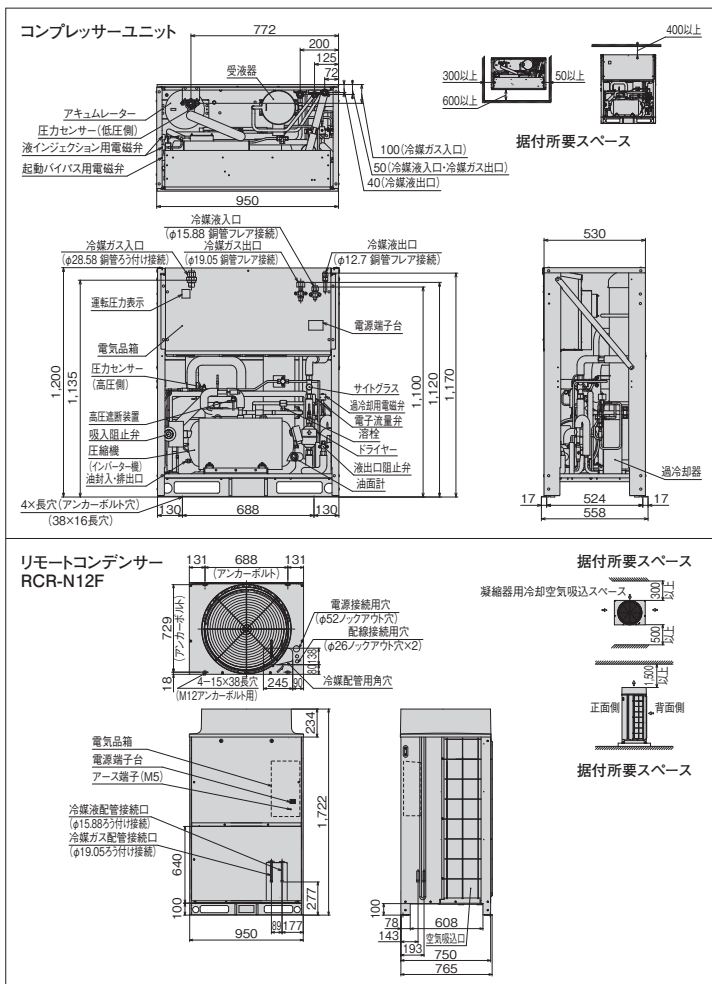 コンプレッサーユニット
772
200
125
72
受液器
アキュムレーター
圧力センサー(低圧側)
液インジェクション用電磁弁
起動バイパス用電磁弁
100(冷媒ガス入口)
50(冷媒液入口・冷媒ガス出口)
40(冷媒液出口)
950
400以上
300以上
50以上
600以上
据付所要スペース
冷媒液入口
(φ15.88 銅管フレア接続)
冷媒ガス入口
冷媒ガス出口
冷媒液出口
(φ28.58 銅管ろう付け接続)
(φ19.05 銅管フレア接続)
(φ12.7 銅管フレア接続)
運転圧力表示
電源端子台
電気品箱
圧力センサー
(高圧側)
サイトグラス
過冷却用電磁弁
高圧遮断装置
電子流量弁
吸入阻止弁
溶栓
圧縮機
ドライヤー
(インバーター機)
液出口阻止弁
油封入・排出口
油面計
4×長穴(アンカーボルト穴)
(38×16長穴)
130
688
130
1,200
1,135
1,100
1,120
1,170
530
過冷却器
17
524
17
558
リモートコンデンサー
RCR-N12F
131
688
131
(アンカーボルト)
729
(アンカーボルト)
18
電源接続用穴
(φ52ノックアウト穴)
配線接続用穴
(φ26ノックアウト穴×2)
138
80
4−15×38長穴
(M12アンカーボルト用)
245
90
冷媒配管用角穴
据付所要スペース
凝縮器用冷却空気吸込スペース
300以上
500以上
1,500以上
正面側
背面側
据付所要スペース
電気品箱
電源端子台
アース端子(M5)
冷媒液配管接続口
(φ15.88ろう付け接続)
冷媒ガス配管接続口
(φ19.05ろう付け接続)
234
1,722
640
100
277
89
177
950
100
78
608
143
空気吸込口
193
750
765